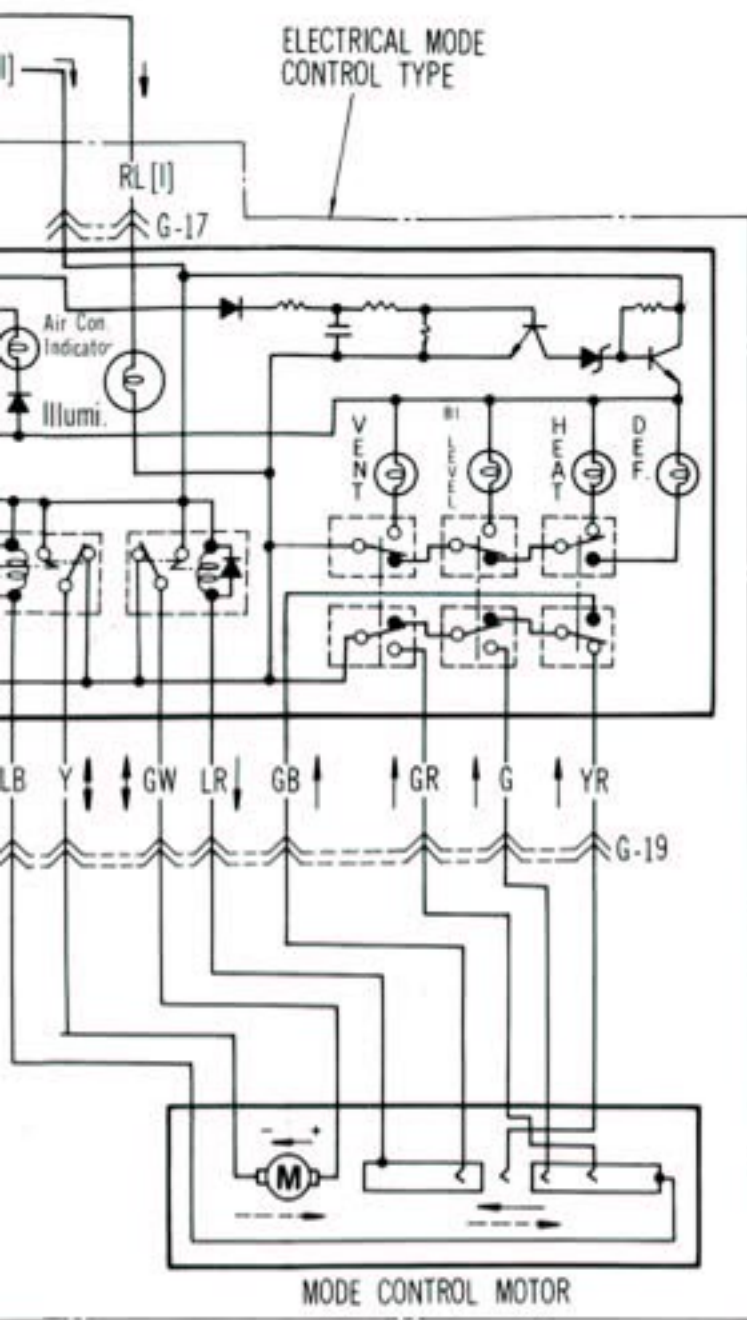 ELECTRICAL MODE
CONTROL TYPE
RL [I]
G-17
Air Con.
Indicator
Illumi.
VENT
BI LEVEL
HEAT
DEF.
LB
Y
GW
LR
GB
GR
G
YR
G-19
- +
M
MODE CONTROL MOTOR